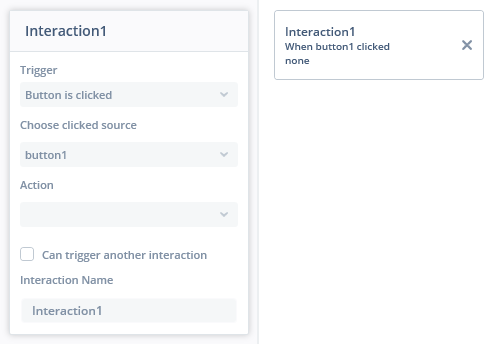 Interaction1
Trigger
Button is clicked
Choose clicked source
button1
Action
Can trigger another interaction
Interaction Name
Interaction1
Interaction1
When button1 clicked
none